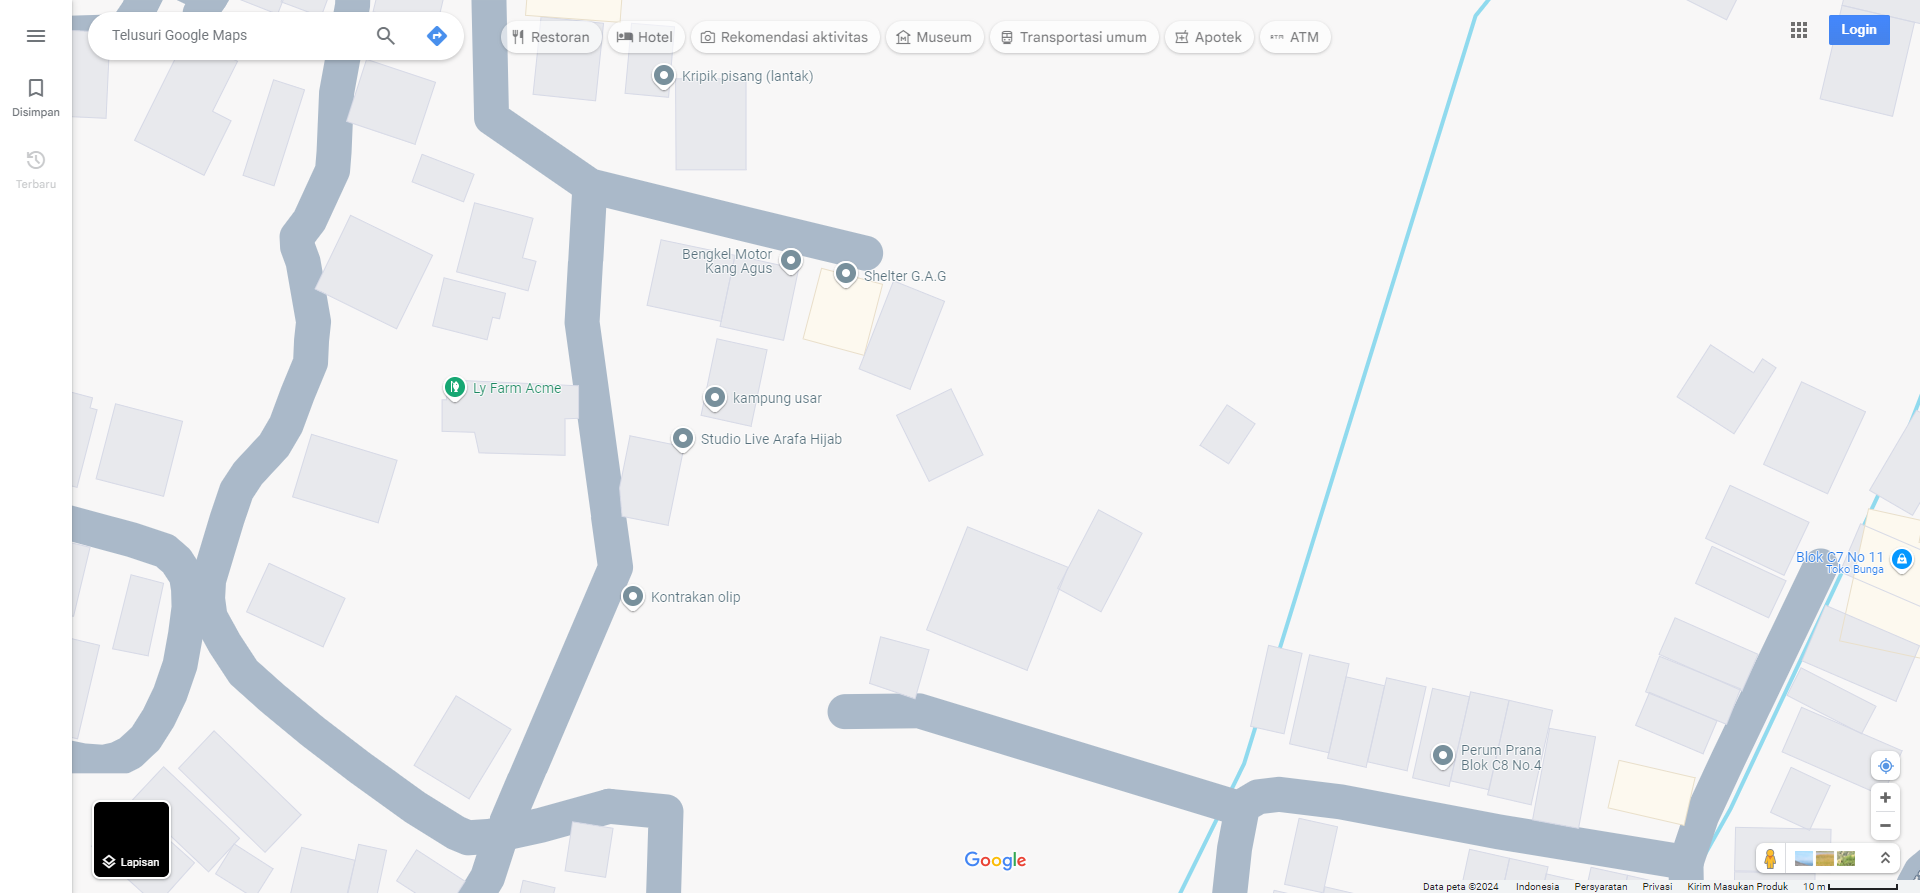 Telusuri Google Maps
Restoran
Hotel
Rekomendasi aktivitas
Museum
Transportasi umum
Apotek
ATM
Login
Disimpan
Terbaru
Kripik pisang (lantak)
Bengkel Motor
Kang Agus
Shelter G.A.G
Ly Farm Acme
kampung usar
Studio Live Arafa Hijab
Blok C7 No 11
Toko Bunga
Kontrakan olip
Perum Prana
Blok C8 No.4
Lapisan
Google
Data peta ©2024
Indonesia
Persyaratan
Privasi
Kirim Masukan Produk
10 m